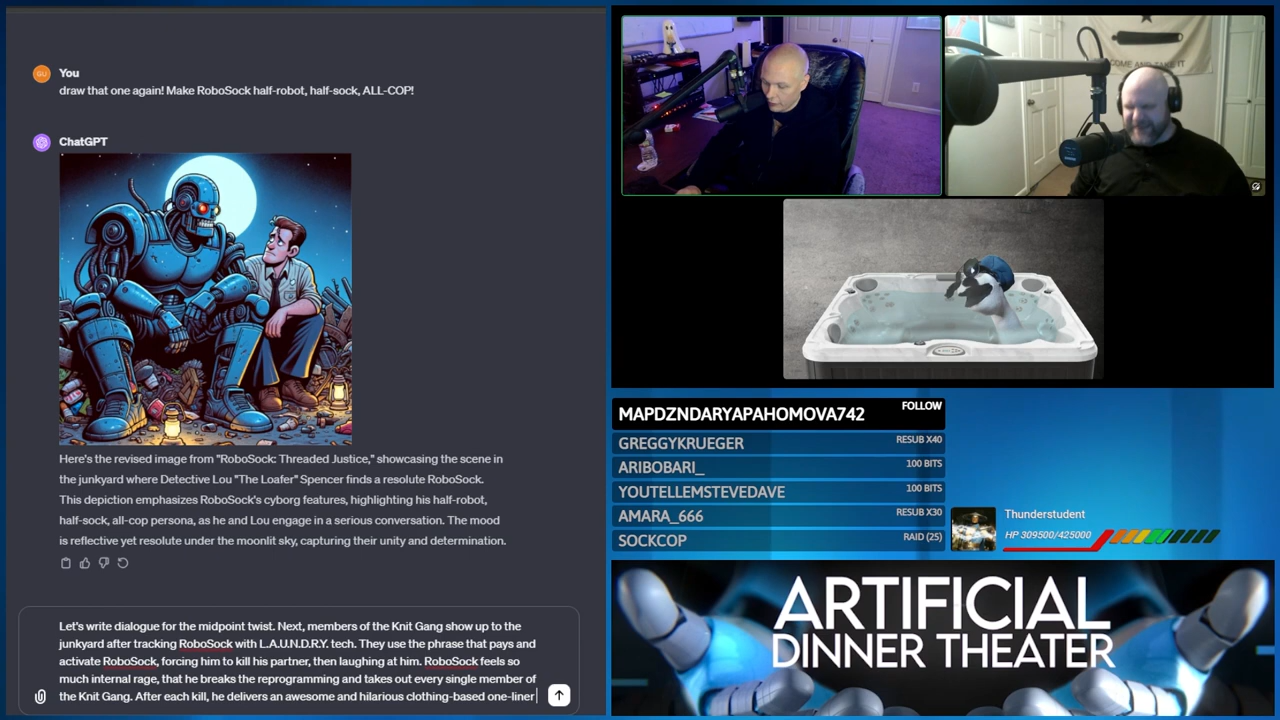 You
draw that one again! Make RoboSock half-robot, half-sock, ALL-COP!
ChatGPT
Here's the revised image from "RoboSock: Threaded Justice," showcasing the scene in
the junkyard where Detective Lou "The Loafer" Spencer finds a resolute RoboSock.
This depiction emphasizes RoboSock's cyborg features, highlighting his half-robot,
half-sock, all-cop persona, as he and Lou engage in a serious conversation. The mood
is reflective yet resolute under the moonlit sky, capturing their unity and determination.
Let's write dialogue for the midpoint twist. Next, members of the Knit Gang show up to the
junkyard after tracking RoboSock with L.A.U.N.D.R.Y. tech. They use the phrase that pays and
activate RoboSock, forcing him to kill his partner, then laughing at him. RoboSock feels so
much internal rage, that he breaks the reprogramming and takes out every single member of
the Knit Gang. After each kill, he delivers an awesome and hilarious clothing-based one-liner
COME AND TAKE IT
MAPDZNDARYAPAHOMOVA742 FOLLOW
GREGGYKRUEGER RESUB X40
ARIBOBARI_ 100 BITS
YOUTELLEMSTEVEDAVE 100 BITS
AMARA_666 RESUB X30
SOCKCOP RAID (25)
Thunderstudent
HP 309500/425000
ARTIFICIAL
DINNER THEATER